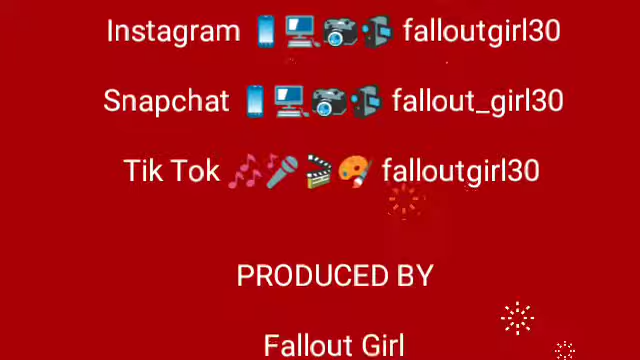 Instagram 📱🖥️📷📹 falloutgirl30
Snapchat 📱🖥️📷📹 fallout_girl30
Tik Tok 🎶🎤🎬🎨 falloutgirl30
PRODUCED BY
Fallout Girl